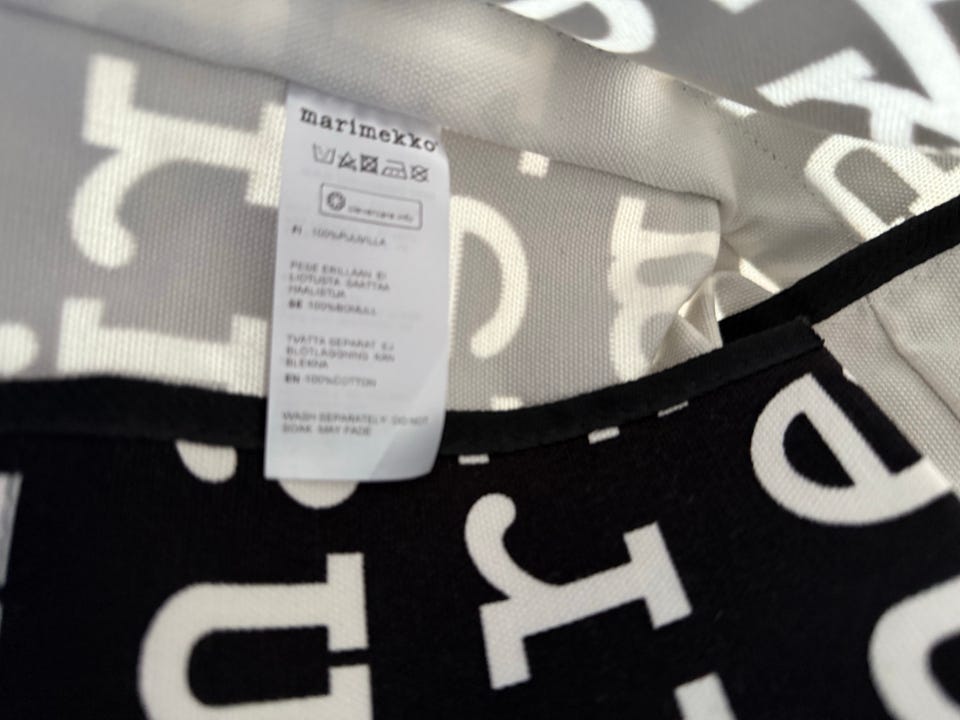 marimekko®
clevercare.info
FI 100%PUUVILLA
PESE ERILLÄÄN EI
LIOTUSTA SAATTAA
HAALISTUA
SE 100%BOMULL
TVÄTTA SEPARAT EJ
BLÖTLÄGGNING KAN
BLEKNA
EN 100%COTTON
WASH SEPARATELY DO NOT
SOAK MAY FADE